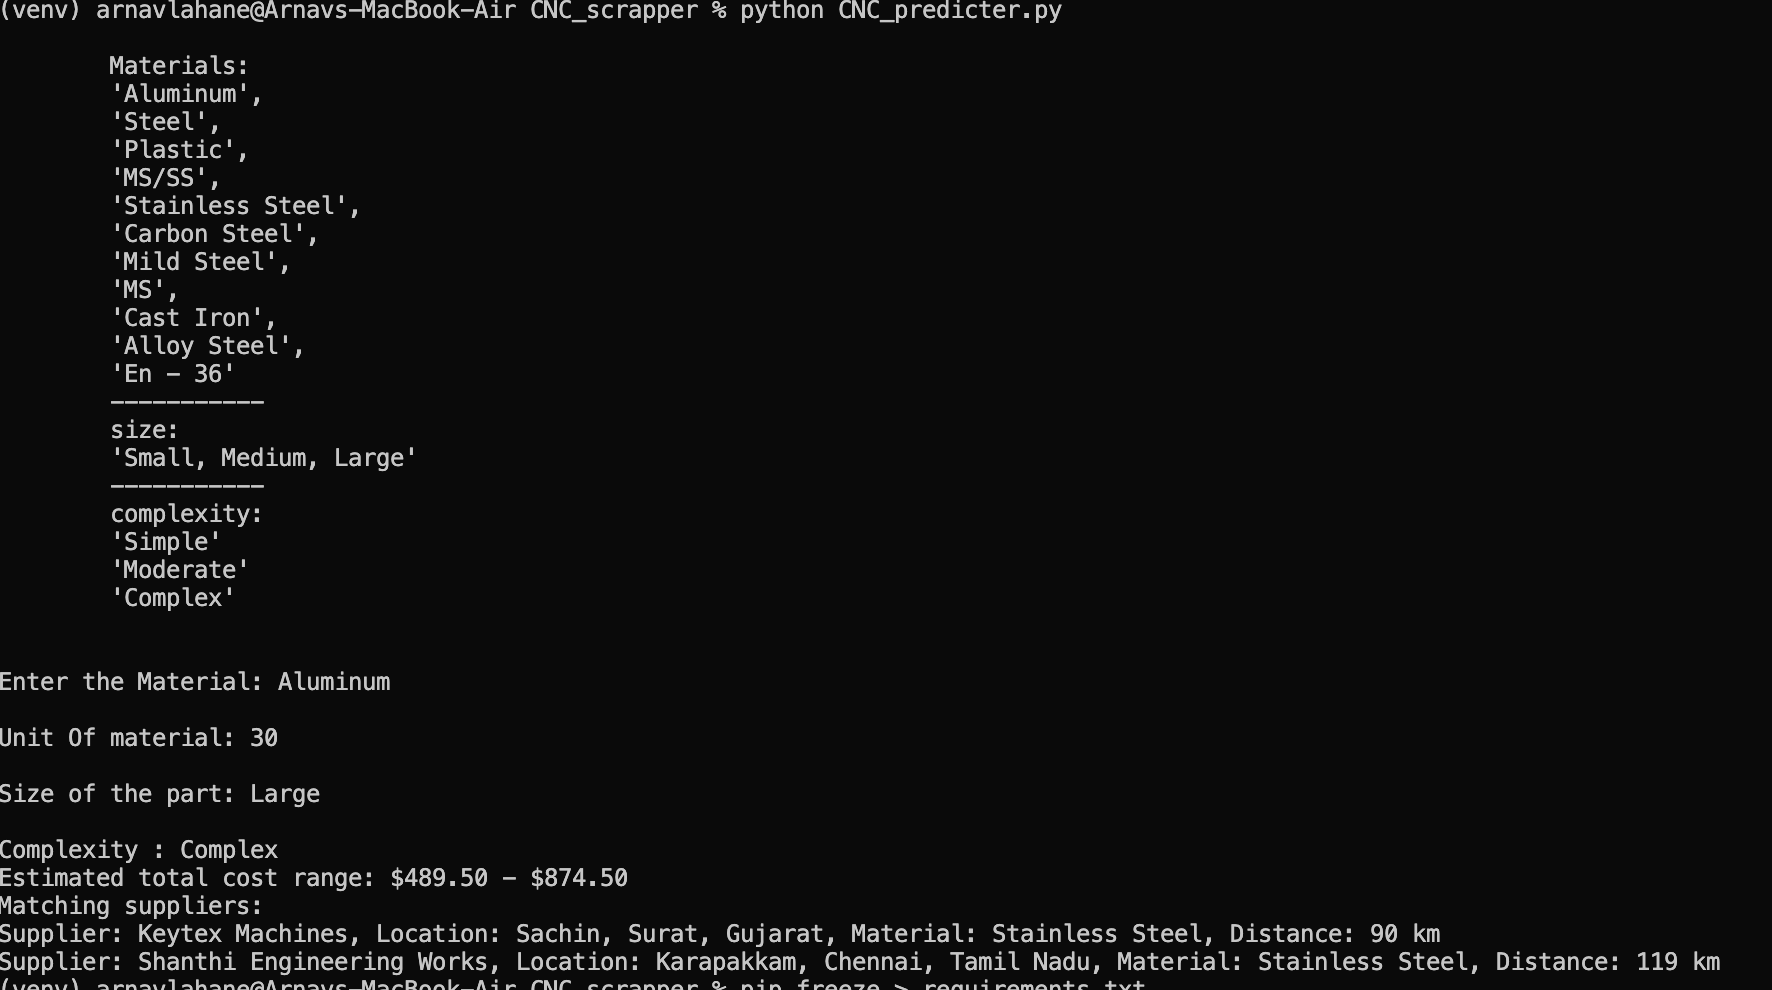 (venv) arnavlahane@Arnavs-MacBook-Air CNC_scrapper % python CNC_predicter.py
Materials:
'Aluminum',
'Steel',
'Plastic',
'MS/SS',
'Stainless Steel',
'Carbon Steel',
'Mild Steel',
'MS',
'Cast Iron',
'Alloy Steel',
'En - 36'
-----------
size:
'Small, Medium, Large'
-----------
complexity:
'Simple'
'Moderate'
'Complex'
Enter the Material: Aluminum
Unit Of material: 30
Size of the part: Large
Complexity : Complex
Estimated total cost range: $489.50 - $874.50
Matching suppliers:
Supplier: Keytex Machines, Location: Sachin, Surat, Gujarat, Material: Stainless Steel, Distance: 90 km
Supplier: Shanthi Engineering Works, Location: Karapakkam, Chennai, Tamil Nadu, Material: Stainless Steel, Distance: 119 km
(venv) arnavlahane@Arnavs-MacBook-Air CNC_scrapper % pip freeze > requirements.txt